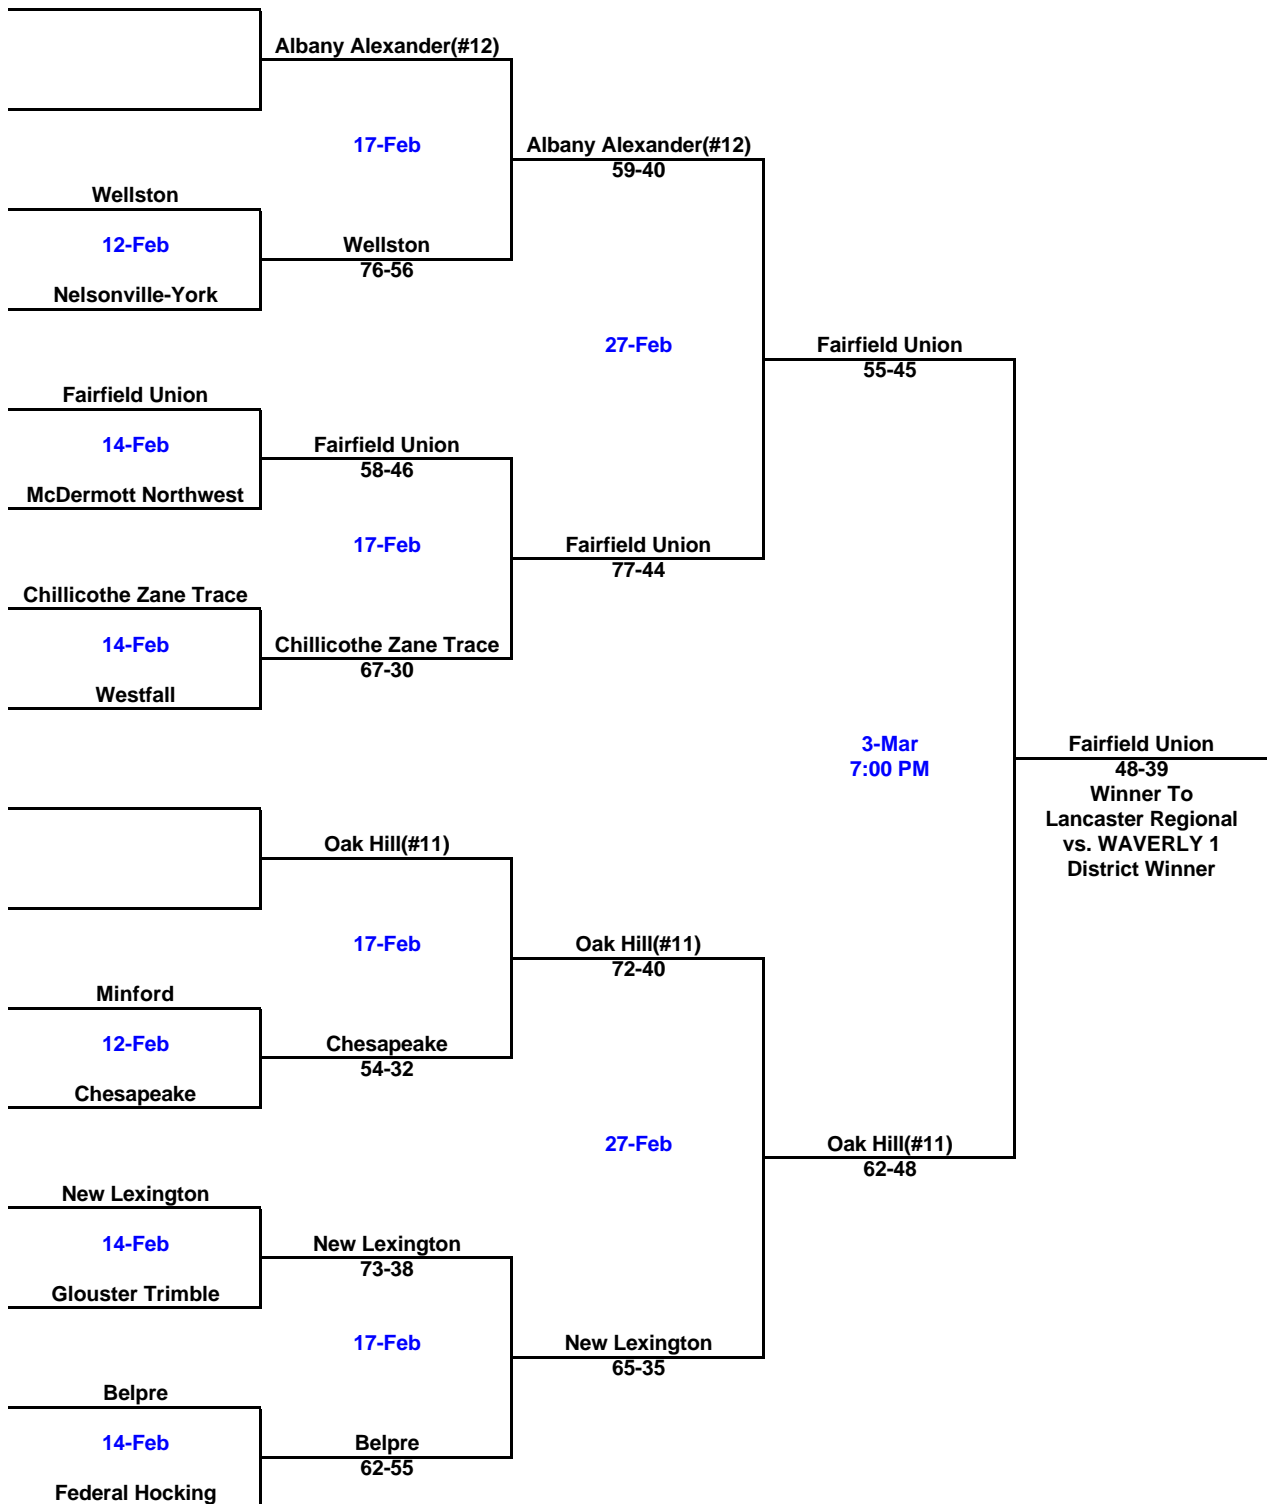 Albany Alexander(#12)
17-Feb
Albany Alexander(#12)
59-40
Wellston
12-Feb
Wellston
76-56
Nelsonville-York
27-Feb
Fairfield Union
55-45
Fairfield Union
14-Feb
Fairfield Union
58-46
McDermott Northwest
17-Feb
Fairfield Union
77-44
Chillicothe Zane Trace
14-Feb
Chillicothe Zane Trace
67-30
Westfall
3-Mar
7:00 PM
Fairfield Union
48-39
Winner To
Lancaster Regional
vs. WAVERLY 1
District Winner
Oak Hill(#11)
17-Feb
Oak Hill(#11)
72-40
Minford
12-Feb
Chesapeake
54-32
Chesapeake
27-Feb
Oak Hill(#11)
62-48
New Lexington
14-Feb
New Lexington
73-38
Glouster Trimble
17-Feb
New Lexington
65-35
Belpre
14-Feb
Belpre
62-55
Federal Hocking